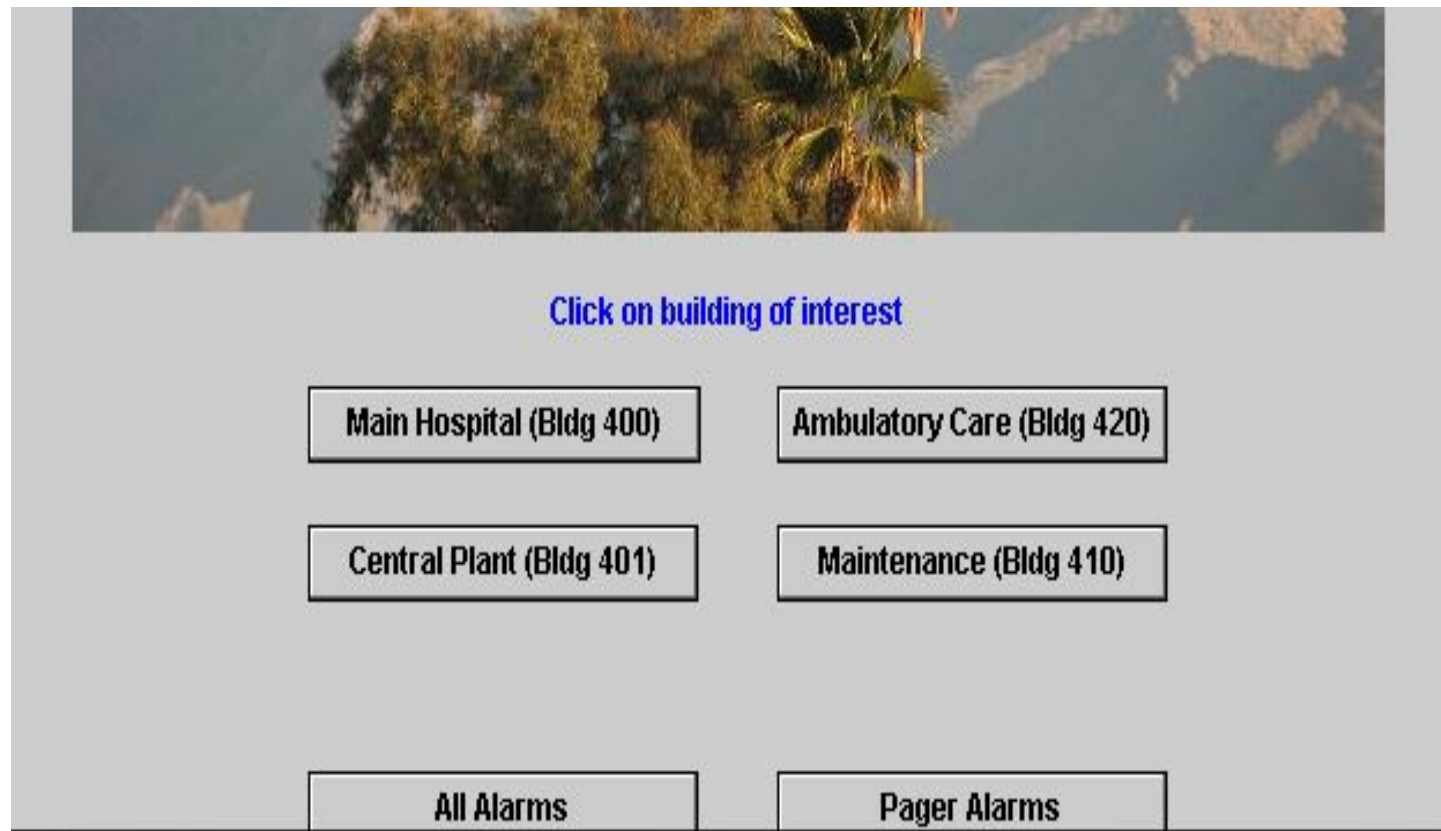 Click on building of interest
Main Hospital (Bldg 400)
Ambulatory Care (Bldg 420)
Central Plant (Bldg 401)
Maintenance (Bldg 410)
All Alarms
Pager Alarms